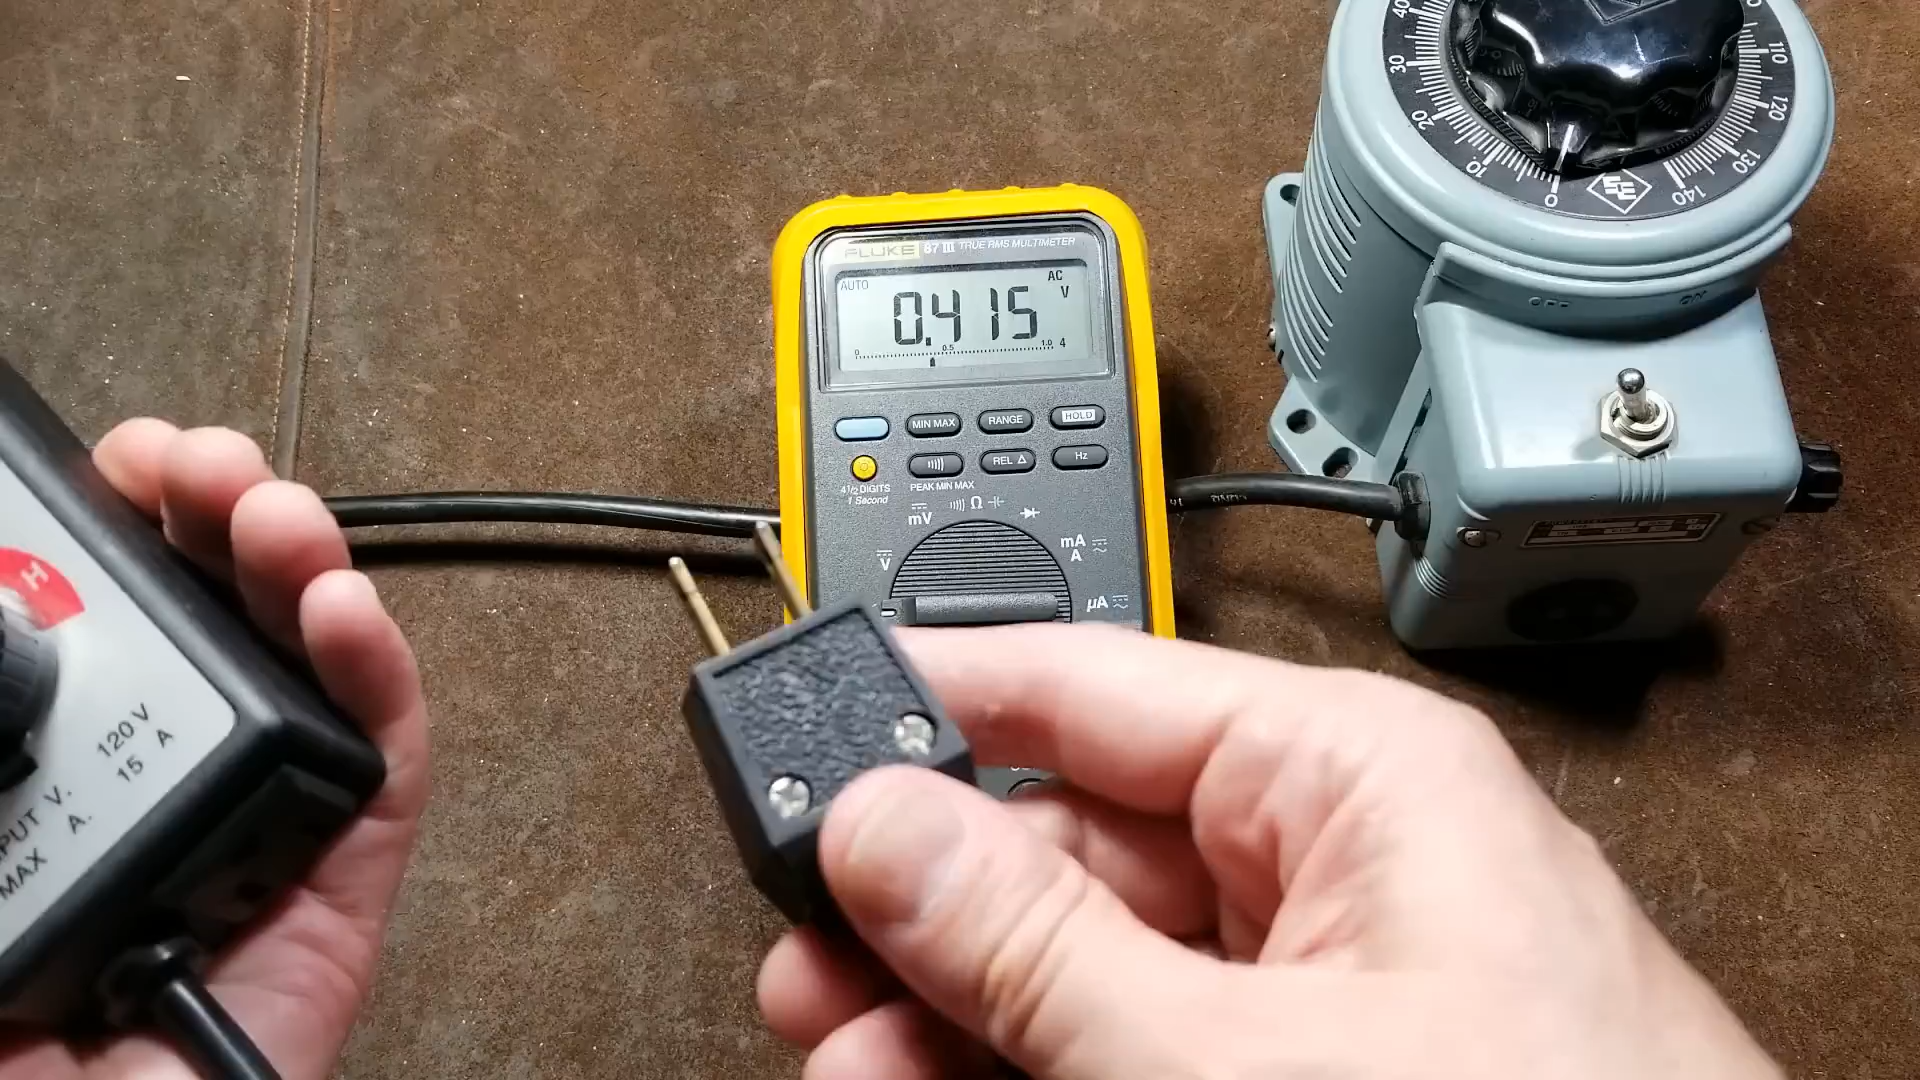 40
30
20
10
0
110
120
130
140
FLUKE 87 III TRUE RMS MULTIMETER
AUTO
AC
V
0.415
0 0.5 1.0 4
MIN MAX
RANGE
HOLD
REL Δ
Hz
4½ DIGITS
1 Second
PEAK MIN MAX
mV
Ω
V
mA
A
µA
OFF
ON
H
120 V
15 A
PUT V.
MAX A.